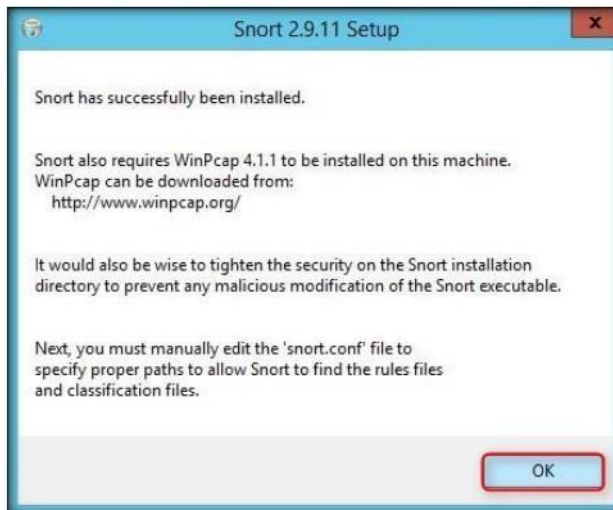 Snort 2.9.11 Setup
x
Snort has successfully been installed.
Snort also requires WinPcap 4.1.1 to be installed on this machine.
WinPcap can be downloaded from:
http://www.winpcap.org/
It would also be wise to tighten the security on the Snort installation
directory to prevent any malicious modification of the Snort executable.
Next, you must manually edit the 'snort.conf' file to
specify proper paths to allow Snort to find the rules files
and classification files.
OK